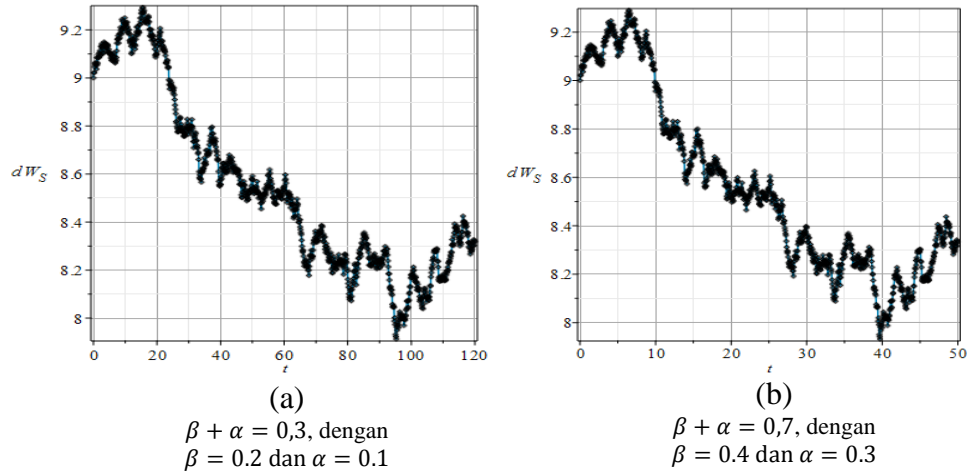 9.2
9
8.8
8.6
8.4
8.2
8
dW_S
0 20 40 60 80 100 120
t
(a)
β + α = 0,3, dengan
β = 0.2 dan α = 0.1
9.2
9
8.8
8.6
8.4
8.2
8
dW_S
0 10 20 30 40 50
t
(b)
β + α = 0,7, dengan
β = 0.4 dan α = 0.3